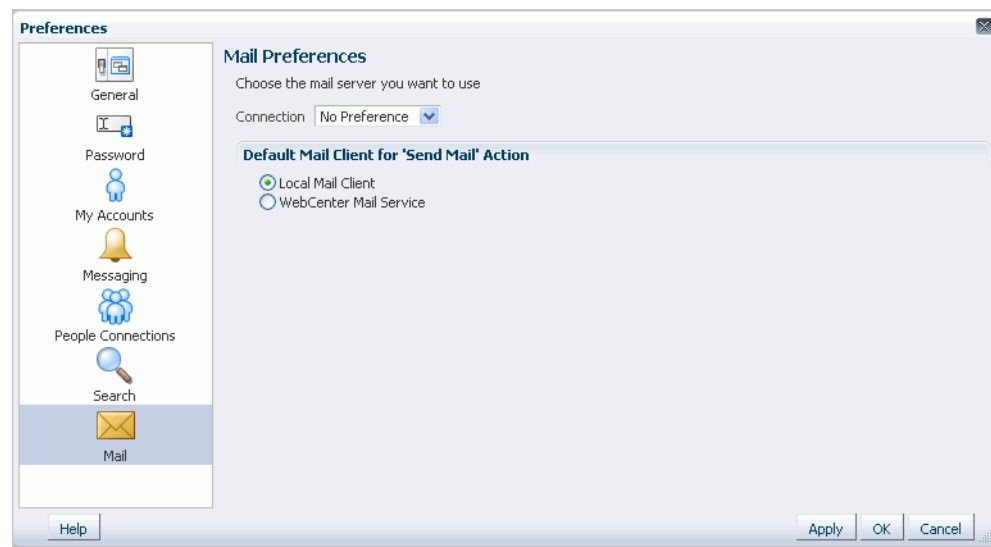 Preferences
General
Password
My Accounts
Messaging
People Connections
Search
Mail
Mail Preferences
Choose the mail server you want to use
Connection No Preference
Default Mail Client for 'Send Mail' Action
Local Mail Client
WebCenter Mail Service
Help Apply OK Cancel